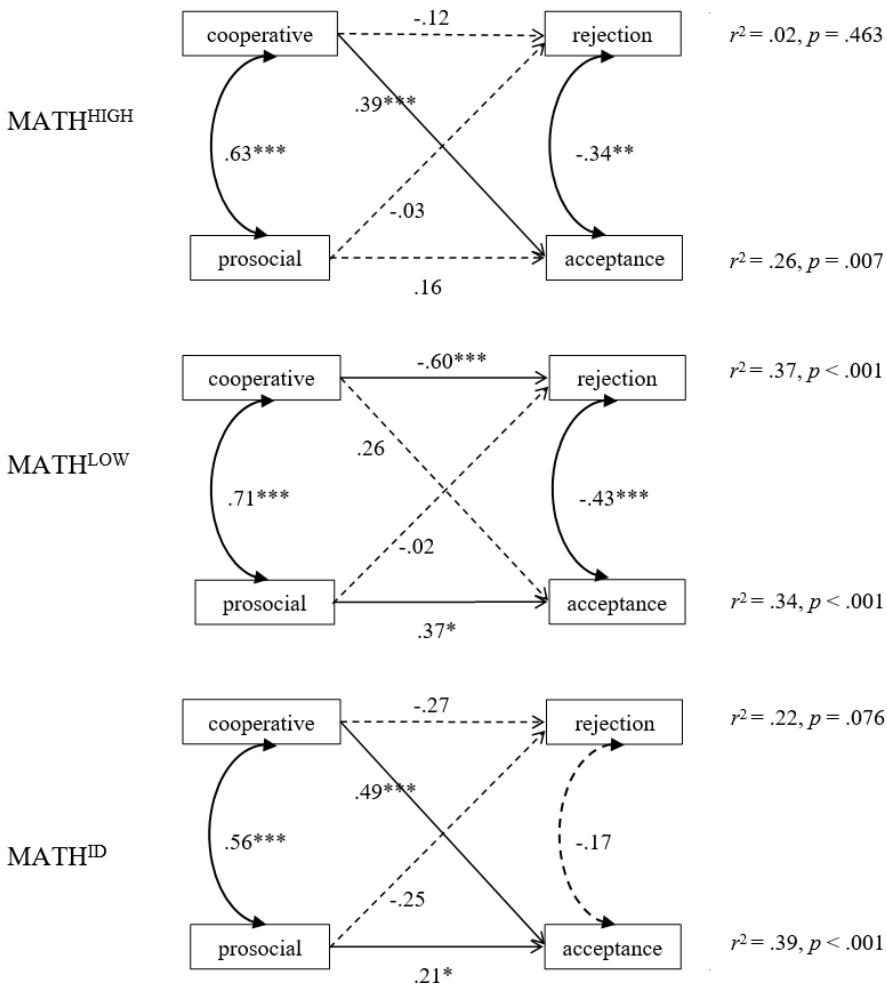 -.12
cooperative rejection r² = .02, p = .463
.39***
MATHᴴᴵᴳᴴ
.63*** -.34**
-.03
prosocial acceptance r² = .26, p = .007
.16
-.60*** r² = .37, p < .001
cooperative rejection
.26
MATHᴸᴼᵂ
.71*** -.43***
-.02
prosocial acceptance r² = .34, p < .001
.37*
-.27
cooperative rejection r² = .22, p = .076
.49***
.56*** -.17
MATHᴵᴰ
-.25
prosocial acceptance r² = .39, p < .001
.21*